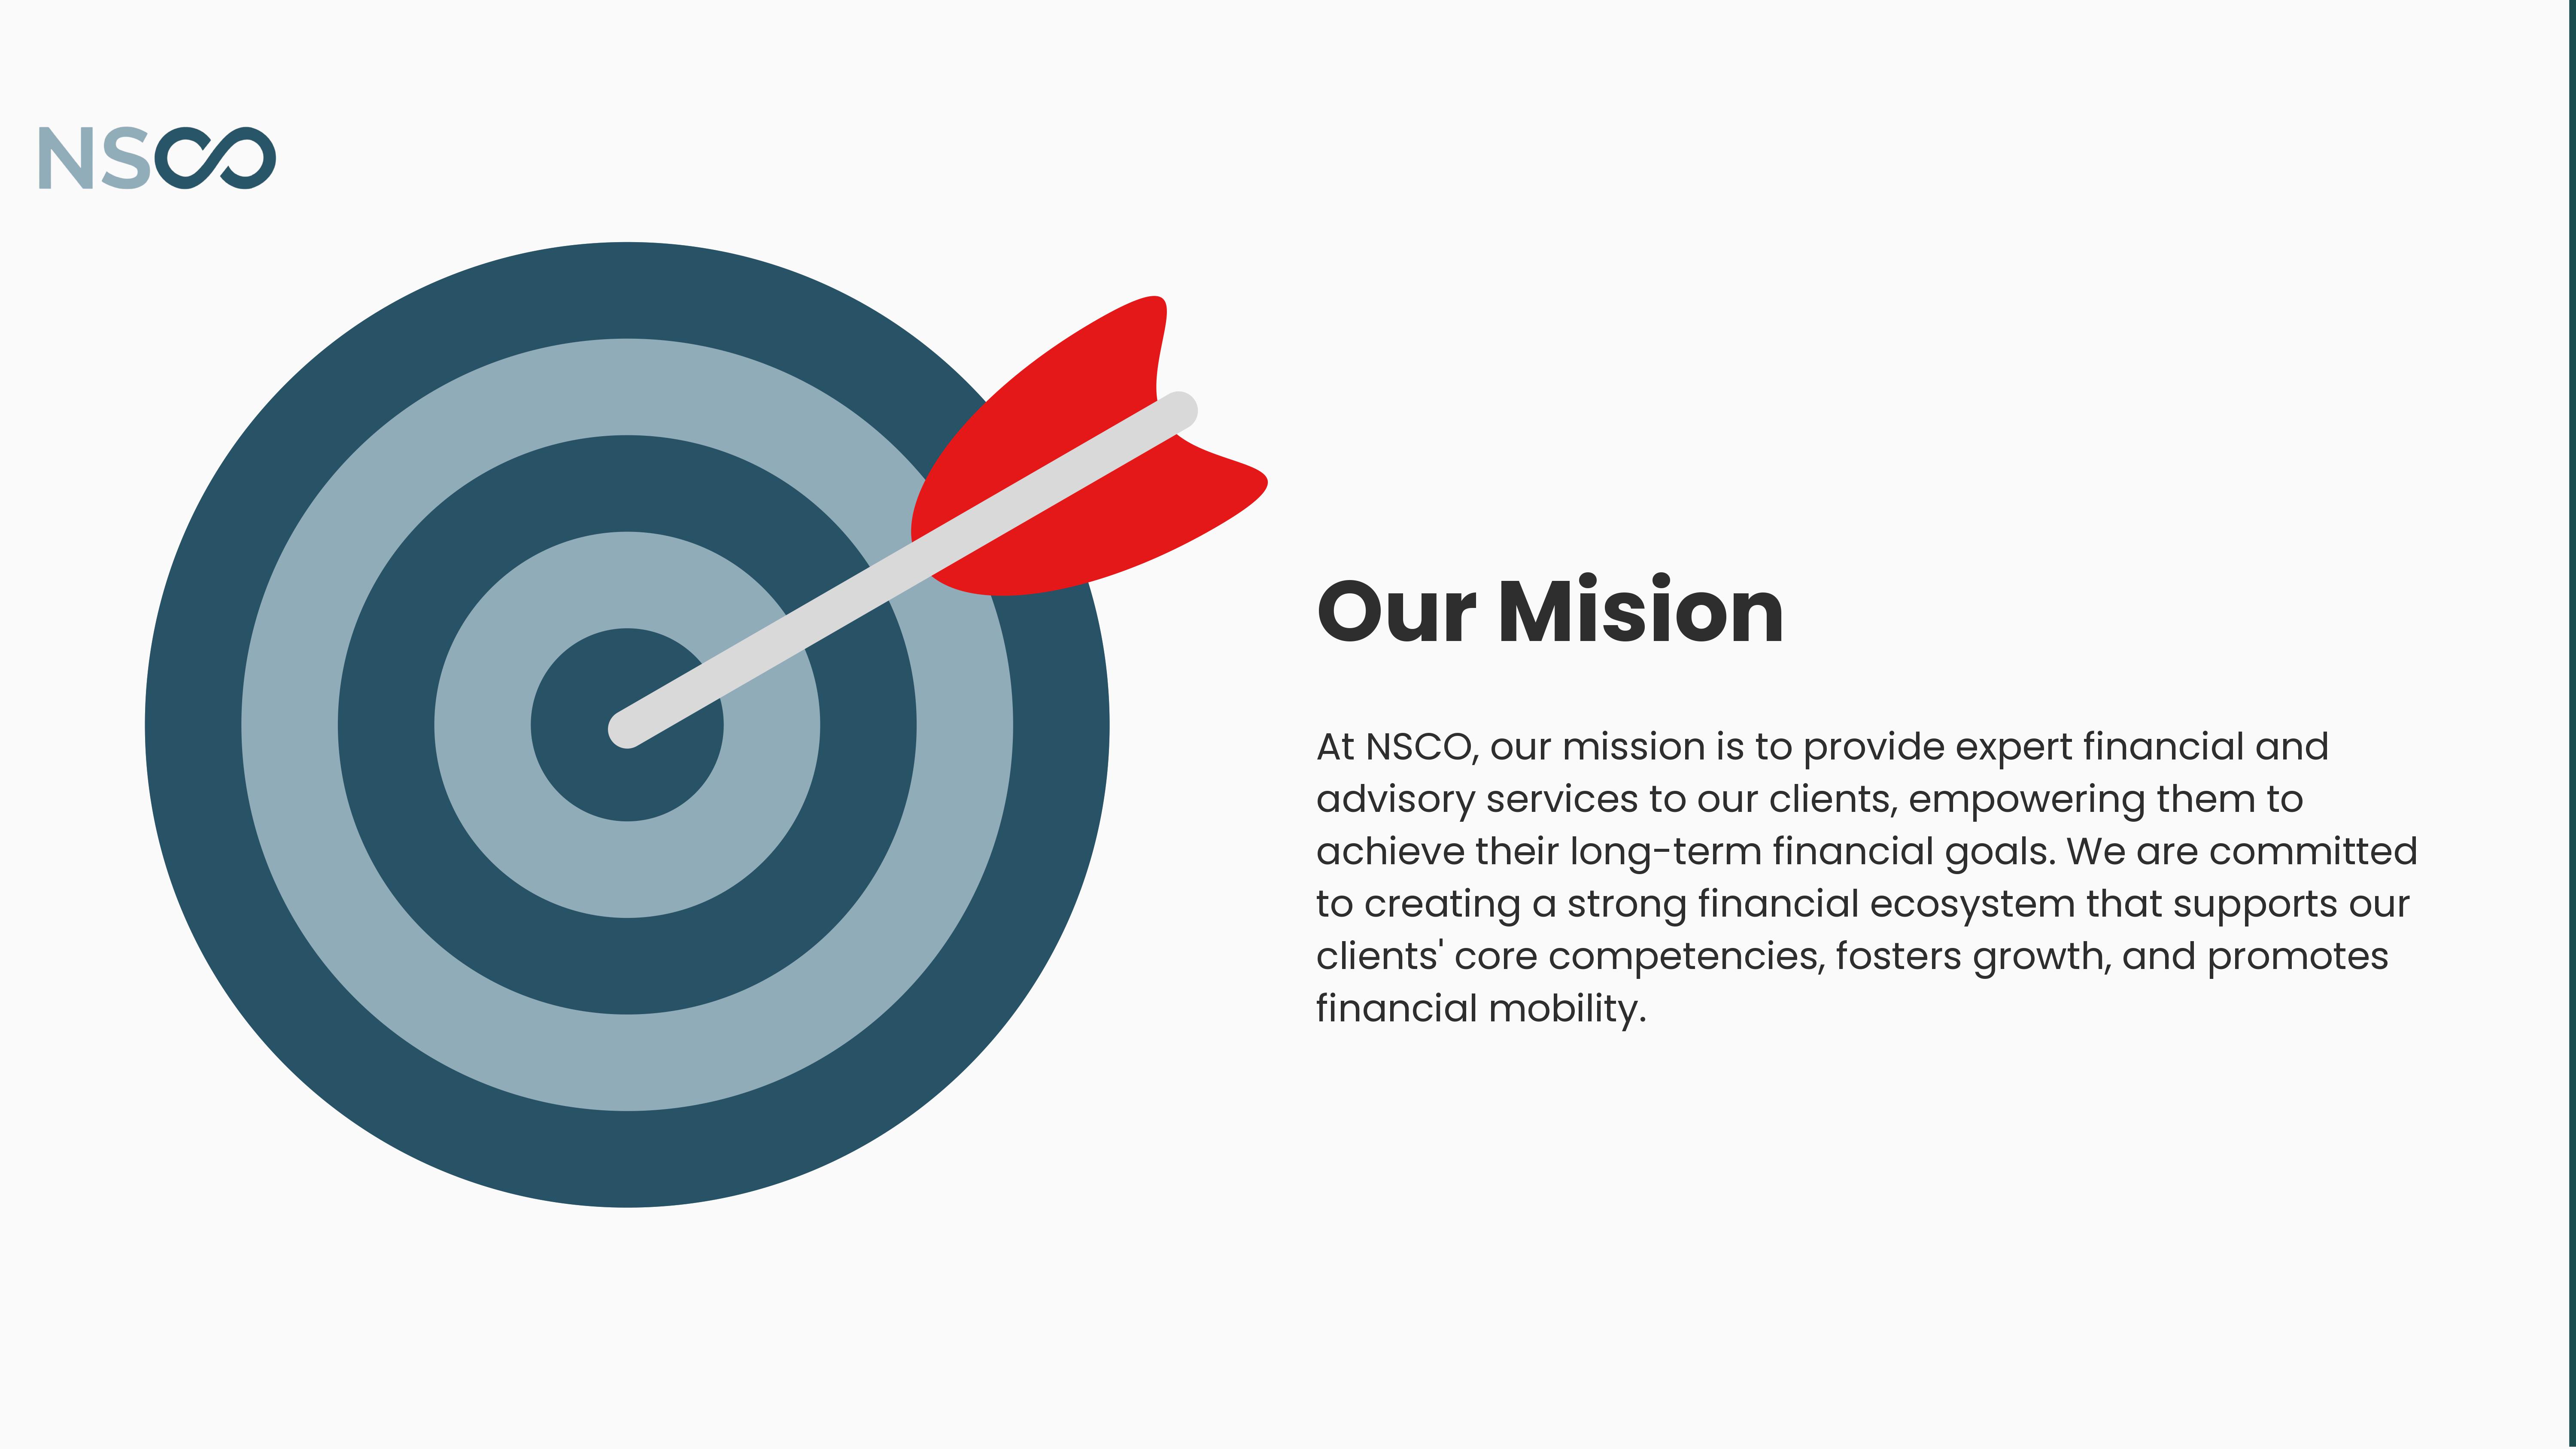 NSCO
Our Mision
At NSCO, our mission is to provide expert financial and
advisory services to our clients, empowering them to
achieve their long-term financial goals. We are committed
to creating a strong financial ecosystem that supports our
clients' core competencies, fosters growth, and promotes
financial mobility.